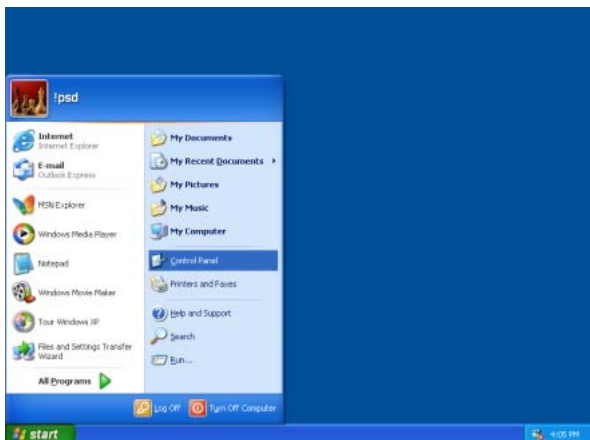 !psd
Internet
Internet Explorer
E-mail
Outlook Express
MSN Explorer
Windows Media Player
Notepad
Windows Movie Maker
Tour Windows XP
Files and Settings Transfer
Wizard
All Programs
My Documents
My Recent Documents
My Pictures
My Music
My Computer
Control Panel
Printers and Faxes
Help and Support
Search
Run...
Log Off
Turn Off Computer
start
4:05 PM